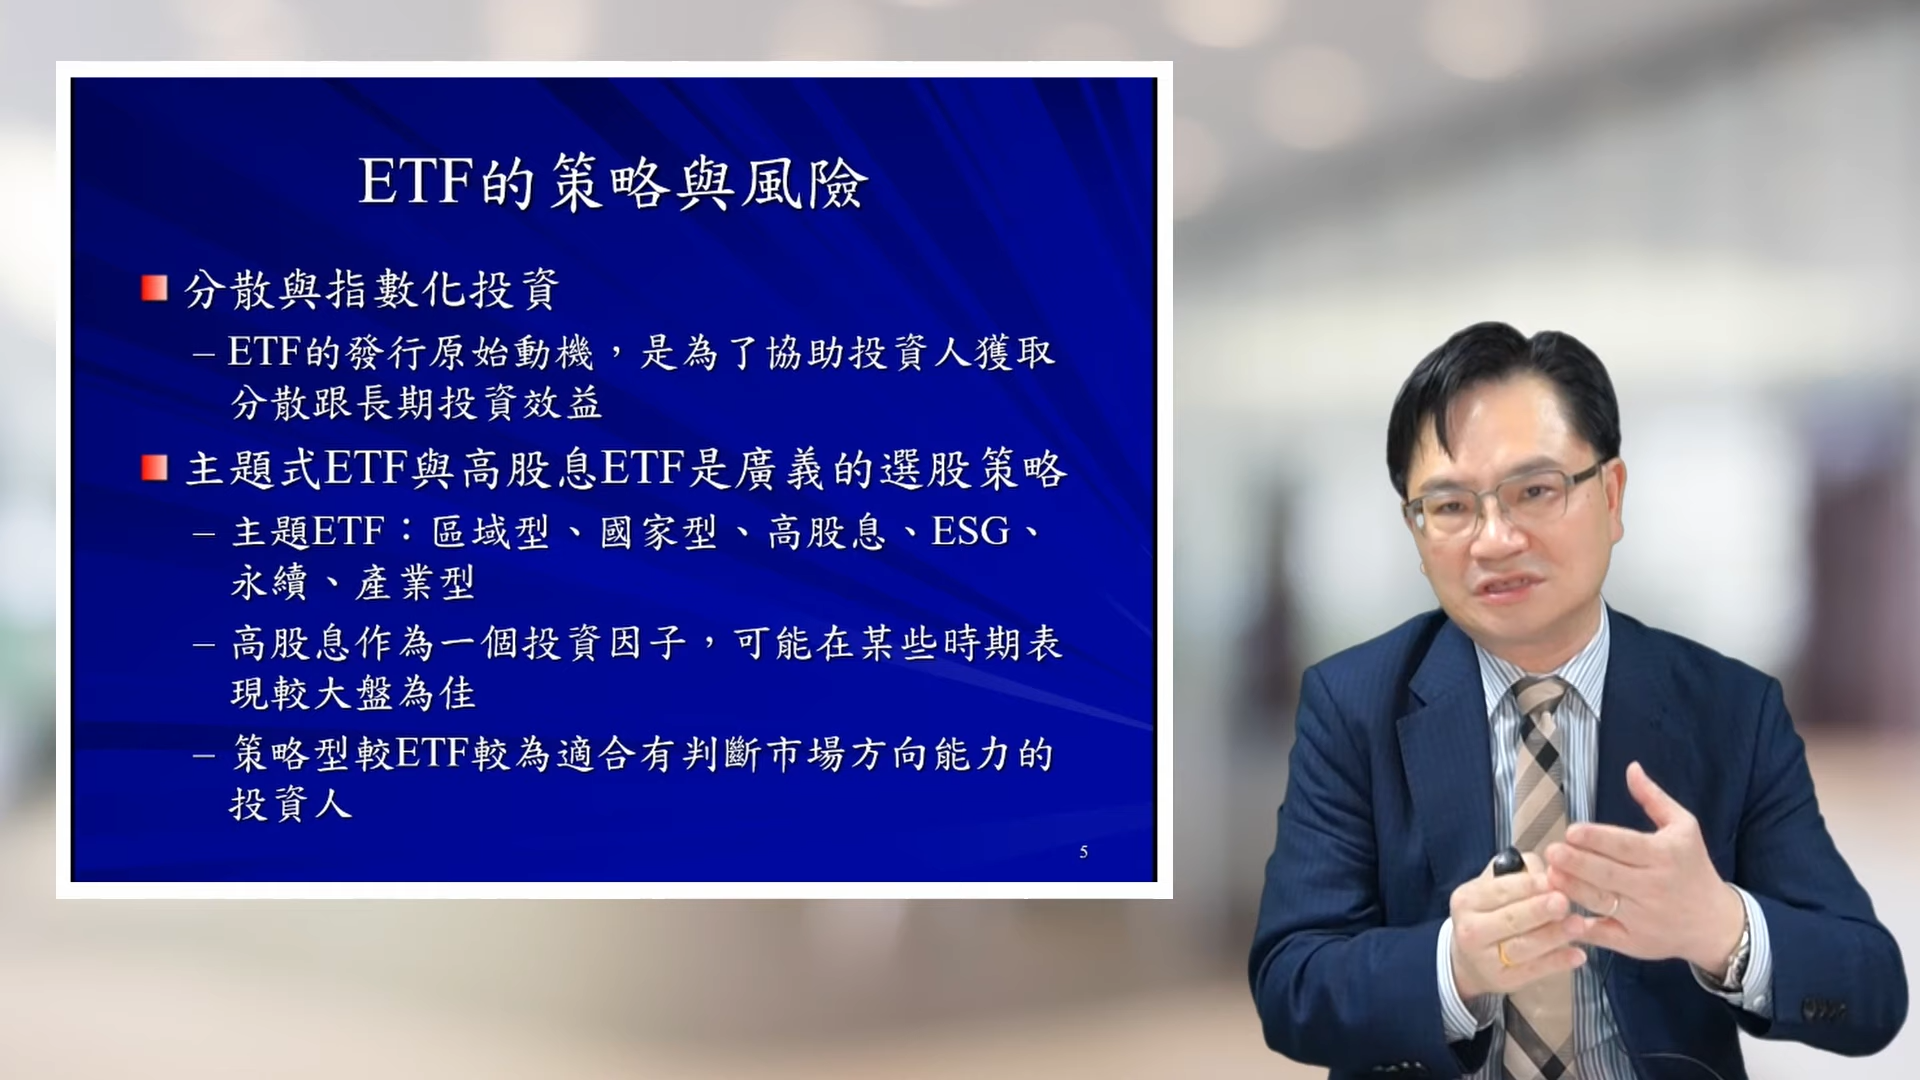 ETF的策略與風險
分散與指數化投資
–ETF的發行原始動機，是為了協助投資人獲取
分散跟長期投資效益
主題式ETF與高股息ETF是廣義的選股策略
–主題ETF：區域型、國家型、高股息、ESG、
永續、產業型
–高股息作為一個投資因子，可能在某些時期表
現較大盤為佳
–策略型較ETF較為適合有判斷市場方向能力的
投資人
5